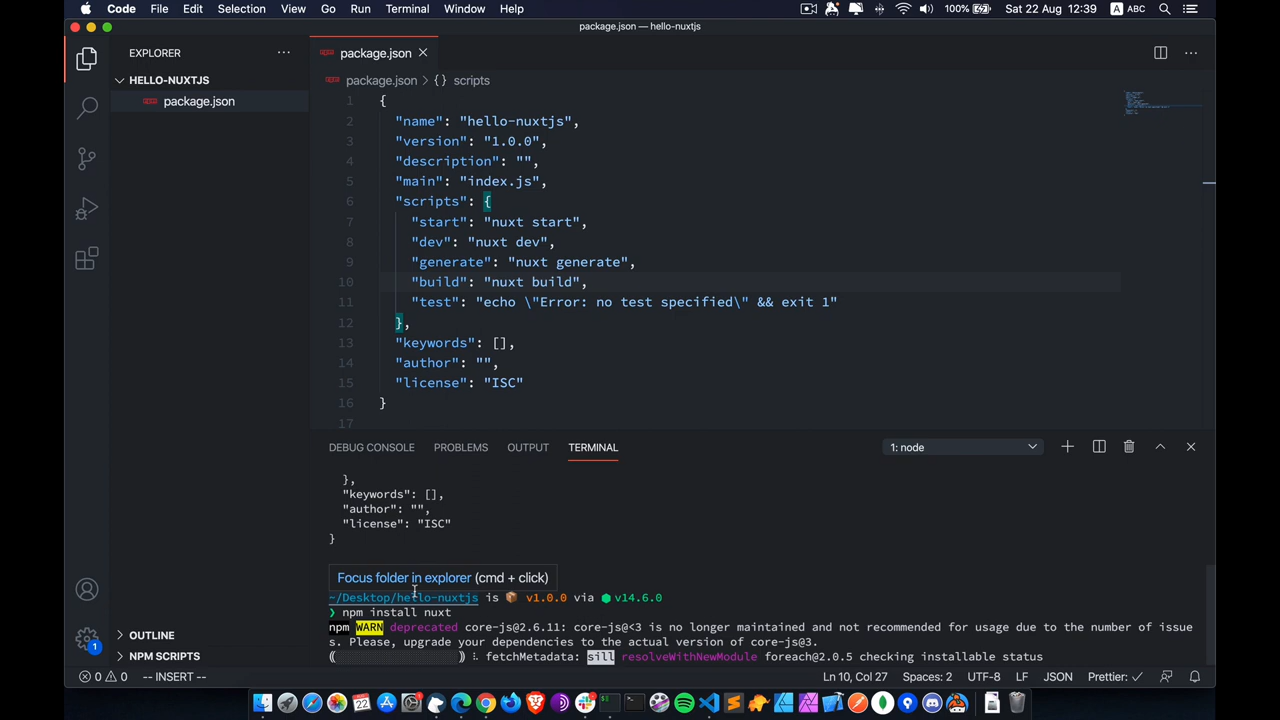 Code File Edit Selection View Go Run Terminal Window Help 100% Sat 22 Aug 12:39 A ABC
package.json — hello-nuxtjs
EXPLORER
package.json
HELLO-NUXTJS
package.json
package.json > {} scripts
1 {
2 "name": "hello-nuxtjs",
3 "version": "1.0.0",
4 "description": "",
5 "main": "index.js",
6 "scripts": {
7 "start": "nuxt start",
8 "dev": "nuxt dev",
9 "generate": "nuxt generate",
10 "build": "nuxt build",
11 "test": "echo \"Error: no test specified\" && exit 1"
12 },
13 "keywords": [],
14 "author": "",
15 "license": "ISC"
16 }
17
DEBUG CONSOLE PROBLEMS OUTPUT TERMINAL 1: node
},
"keywords": [],
"author": "",
"license": "ISC"
}
Focus folder in explorer (cmd + click)
~/Desktop/hello-nuxtjs is 📦 v1.0.0 via ⬢ v14.6.0
❯ npm install nuxt
npm WARN deprecated core-js@2.6.11: core-js@<3 is no longer maintained and not recommended for usage due to the number of issue
s. Please, upgrade your dependencies to the actual version of core-js@3.
fetchMetadata: sill resolveWithNewModule foreach@2.0.5 checking installable status
OUTLINE
NPM SCRIPTS
1
0 0 -- INSERT -- Ln 10, Col 27 Spaces: 2 UTF-8 LF JSON Prettier: ✓
22